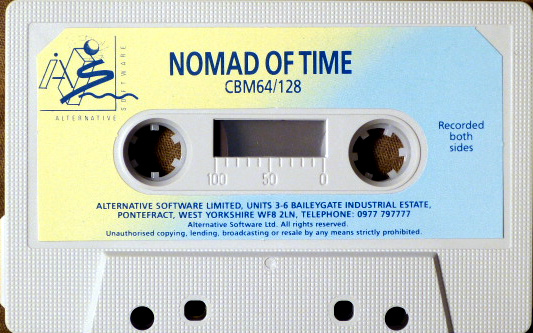 NOMAD OF TIME
CBM64/128
AS
SOFTWARE
ALTERNATIVE
Recorded
both
sides
100 50 0
ALTERNATIVE SOFTWARE LIMITED, UNITS 3-6 BAILEYGATE INDUSTRIAL ESTATE,
PONTEFRACT, WEST YORKSHIRE WF8 2LN, TELEPHONE: 0977 797777
Alternative Software Ltd. All rights reserved.
Unauthorised copying, lending, broadcasting or resale by any means strictly prohibited.